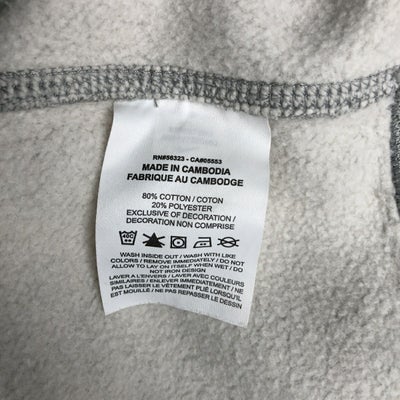 RN#56323 - CA#05553
MADE IN CAMBODIA
FABRIQUE AU CAMBODGE
80% COTTON / COTON
20% POLYESTER
EXCLUSIVE OF DECORATION /
DECORATION NON COMPRISE
WASH INSIDE OUT / WASH WITH LIKE
COLORS / REMOVE IMMEDIATELY / DO NOT
ALLOW TO LAY ON ITSELF WHEN WET / DO
NOT IRON DESIGN
LAVER A L'ENVERS / LAVER AVEC COULEURS
SIMILAIRES / ENLEVER IMMEDIATEMENT / NE
PAS LAISSER LE VÊTEMENT PLIÉ LORSQU'IL
EST MOUILLÉ / NE PAS REPASSER LE DESSIN